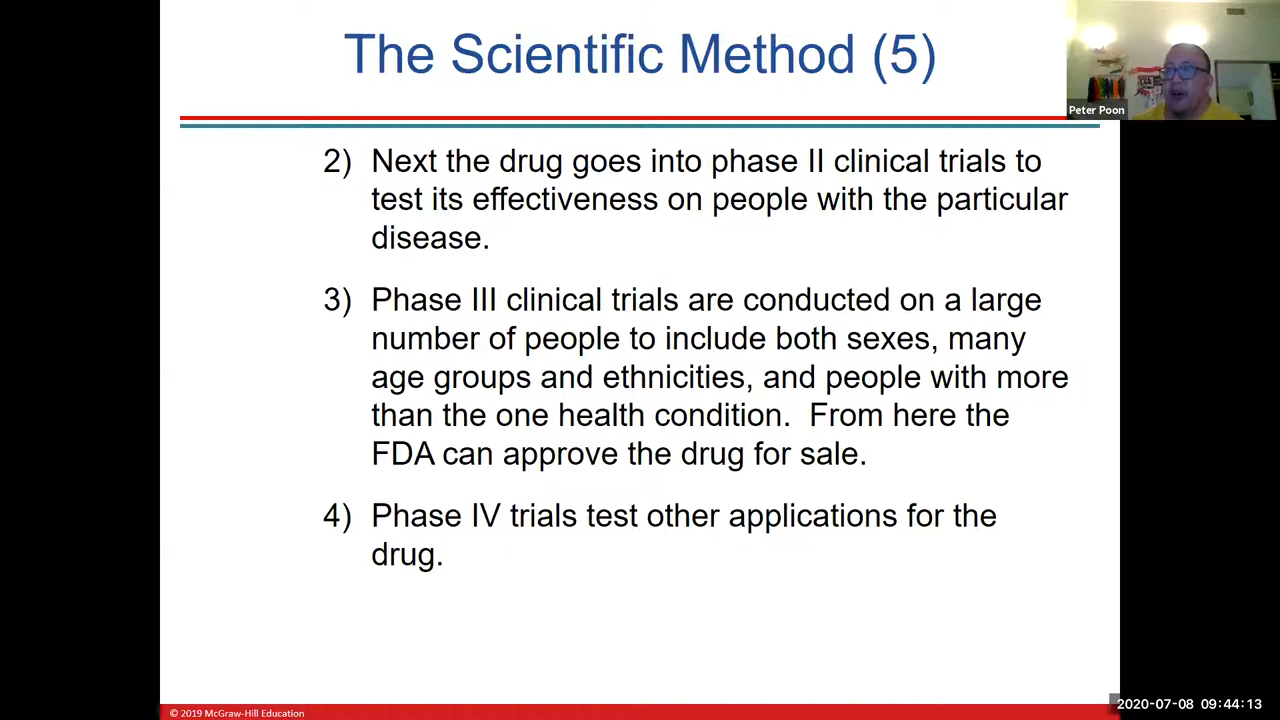 The Scientific Method (5)
Peter Poon
2) Next the drug goes into phase II clinical trials to
test its effectiveness on people with the particular
disease.
3) Phase III clinical trials are conducted on a large
number of people to include both sexes, many
age groups and ethnicities, and people with more
than the one health condition.  From here the
FDA can approve the drug for sale.
4) Phase IV trials test other applications for the
drug.
© 2019 McGraw-Hill Education
2020-07-08 09:44:13